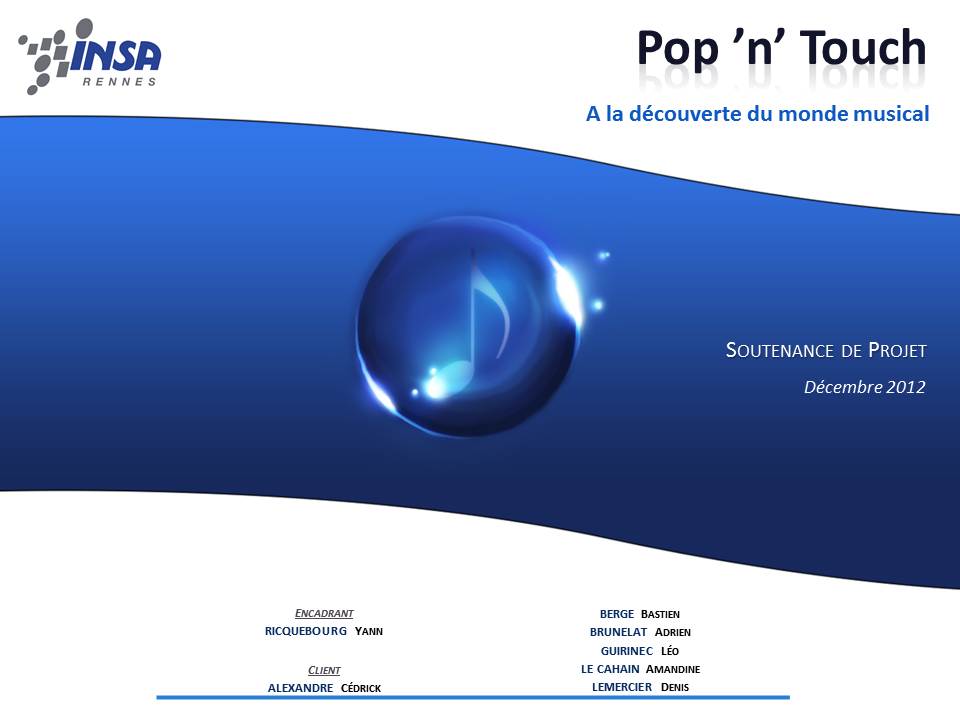 INSA
RENNES
Pop ’n’ Touch
A la découverte du monde musical
SOUTENANCE DE PROJET
Décembre 2012
ENCADRANT
RICQUEBOURG YANN
CLIENT
ALEXANDRE CÉDRICK
BERGE BASTIEN
BRUNELAT ADRIEN
GUIRINEC LÉO
LE CAHAIN AMANDINE
LEMERCIER DENIS